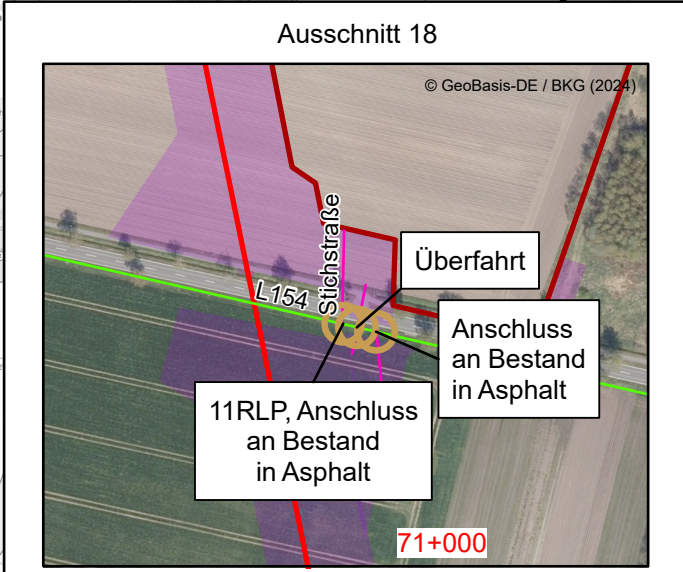 Ausschnitt 18
© GeoBasis-DE / BKG (2024)
Stichstraße
L154
Überfahrt
Anschluss
an Bestand
in Asphalt
11RLP, Anschluss
an Bestand
in Asphalt
71+000